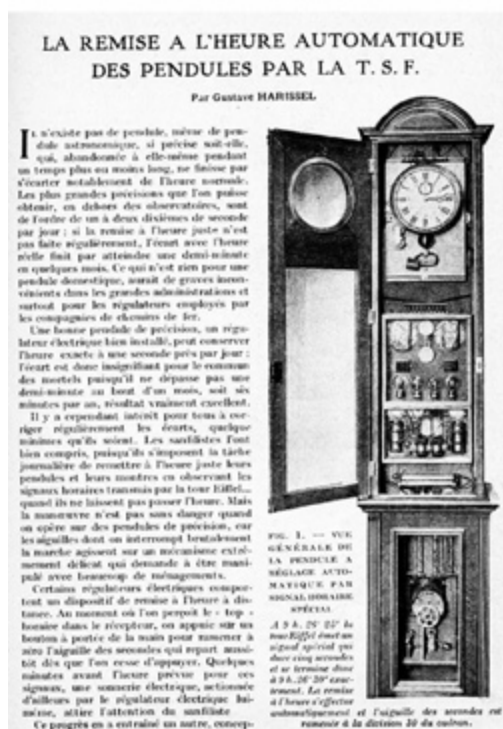 LA REMISE A L'HEURE AUTOMATIQUE
DES PENDULES PAR LA T. S. F.
Par Gustave HARISSEL
IL n'existe pas de pendule, même de pen-
dule astronomique, si précise soit-elle,
qui, abandonnée à elle-même pendant
un temps plus ou moins long, ne finisse par
s'écarter notablement de l'heure normale.
Les plus grandes précisions que l'on puisse
obtenir, en dehors des observatoires, sont
de l'ordre de un à deux dixièmes de seconde
par jour ; si la remise à l'heure juste n'est
pas faite régulièrement, l'écart avec l'heure
réelle finit par atteindre une demi-minute
en quelques mois. Ce qui n'est rien pour une
pendule domestique, aurait de graves incon-
vénients dans les grandes administrations et
surtout pour les régulateurs employés par
les compagnies de chemins de fer.
Une bonne pendule de précision, un régu-
lateur électrique bien installé, peut conserver
l'heure exacte à une seconde près par jour ;
l'écart est donc insignifiant pour le commun
des mortels puisqu'il ne dépasse pas une
demi-minute au bout d'un mois, soit six
minutes par an, résultat vraiment excellent.
Il y a cependant intérêt pour tous à cor-
riger régulièrement les écarts, quelque
minimes qu'ils soient. Les sanfilistes l'ont
bien compris, puisqu'ils s'imposent la tâche
journalière de remettre à l'heure juste leurs
pendules et leurs montres en observant les
signaux horaires transmis par la tour Eiffel...
quand ils ne laissent pas passer l'heure. Mais
la manœuvre n'est pas sans danger quand
on opère sur des pendules de précision, car
les aiguilles dont on interrompt brutalement
la marche agissent sur un mécanisme extrê-
mement délicat qui demande à être mani-
pulé avec beaucoup de ménagements.
Certains régulateurs électriques compor-
tent un dispositif de remise à l'heure à dis-
tance. Au moment où l'on perçoit le « top »
horaire dans le récepteur, on appuie sur un
bouton à portée de la main pour ramener à
zéro l'aiguille des secondes qui repart aussi-
tôt dès que l'on cesse d'appuyer. Quelques
minutes avant l'heure prévue pour ces
signaux, une sonnerie électrique, actionnée
d'ailleurs par le régulateur électrique lui-
même, attire l'attention du sanfiliste
Ce progrès en a entraîné un autre, concep-
FIG. 1. — VUE
GÉNÉRALE DE
LA PENDULE A
RÉGLAGE AUTO-
MATIQUE PAR
SIGNAL HORAIRE
SPÉCIAL
A 9 h. 26' 25" la
tour Eiffel émet un
signal spécial qui
dure cinq secondes
et se termine donc
à 9 h. 26' 30" exac-
tement. La remise
à l'heure s'effectue
automatiquement et l'aiguille des secondes est
ramenée à la division 30 du cadran.